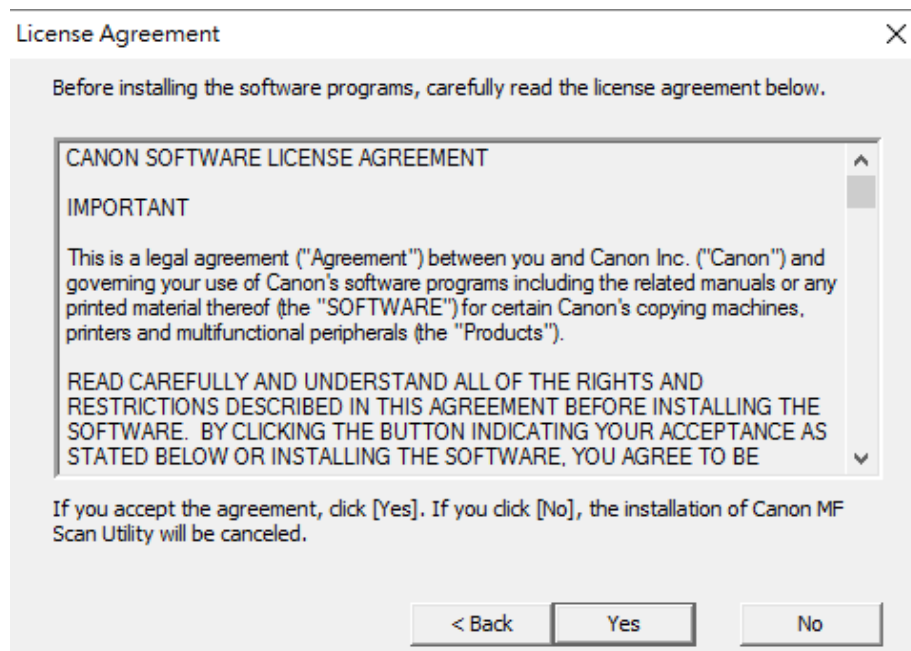 License Agreement
Before installing the software programs, carefully read the license agreement below.
CANON SOFTWARE LICENSE AGREEMENT
IMPORTANT
This is a legal agreement ("Agreement") between you and Canon Inc. ("Canon") and
governing your use of Canon's software programs including the related manuals or any
printed material thereof (the "SOFTWARE") for certain Canon's copying machines,
printers and multifunctional peripherals (the "Products").
READ CAREFULLY AND UNDERSTAND ALL OF THE RIGHTS AND
RESTRICTIONS DESCRIBED IN THIS AGREEMENT BEFORE INSTALLING THE
SOFTWARE.  BY CLICKING THE BUTTON INDICATING YOUR ACCEPTANCE AS
STATED BELOW OR INSTALLING THE SOFTWARE, YOU AGREE TO BE
If you accept the agreement, click [Yes]. If you click [No], the installation of Canon MF
Scan Utility will be canceled.
< Back Yes No